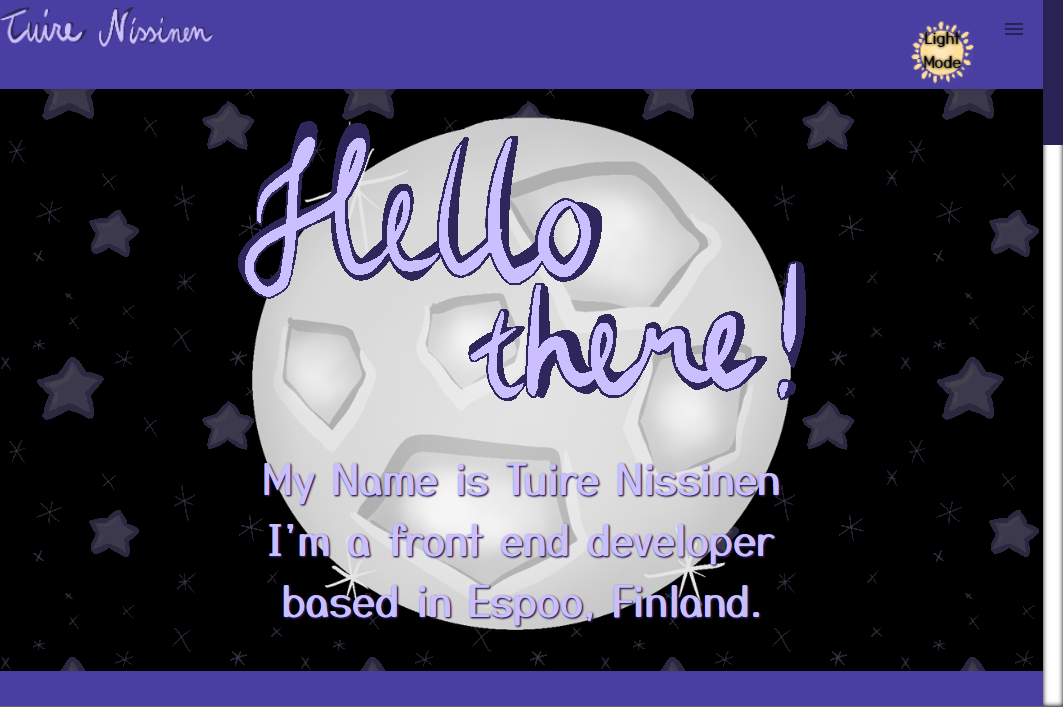 Tuire Nissinen
Light
Mode
Hello
there!
My Name is Tuire Nissinen
I'm a front end developer
based in Espoo, Finland.